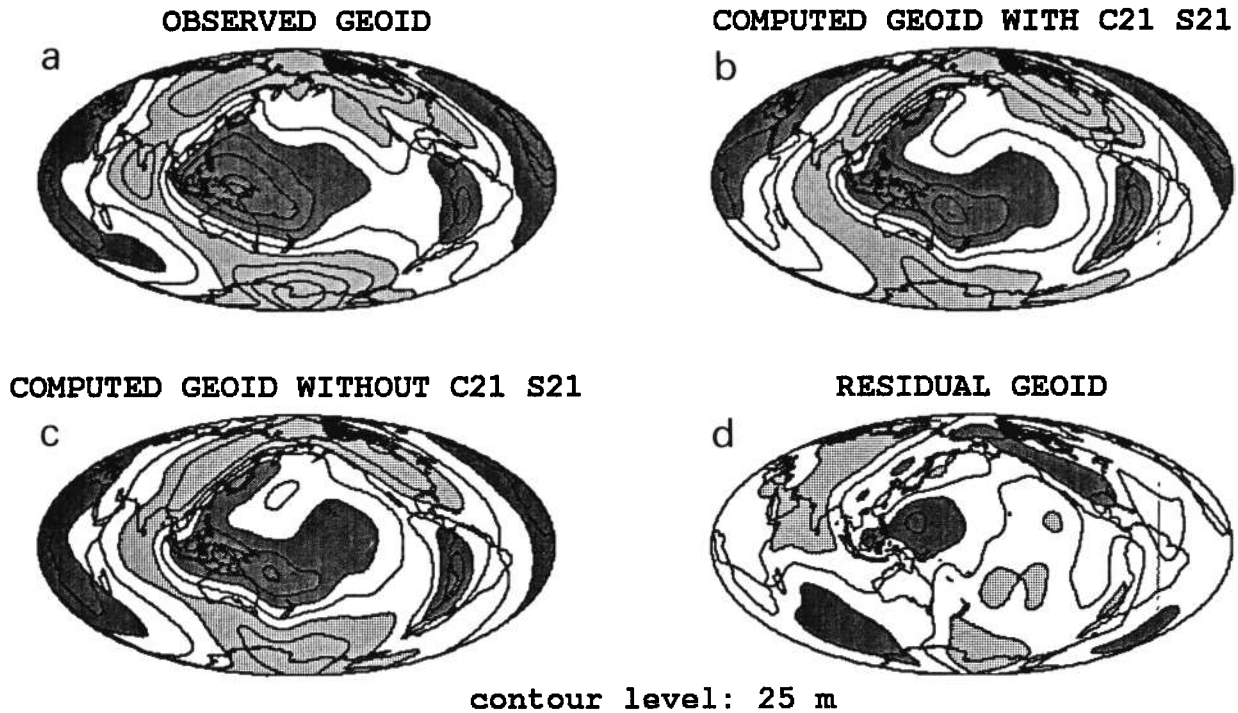 OBSERVED GEOID
COMPUTED GEOID WITH C21 S21
a
b
COMPUTED GEOID WITHOUT C21 S21
RESIDUAL GEOID
c
d
contour level: 25 m